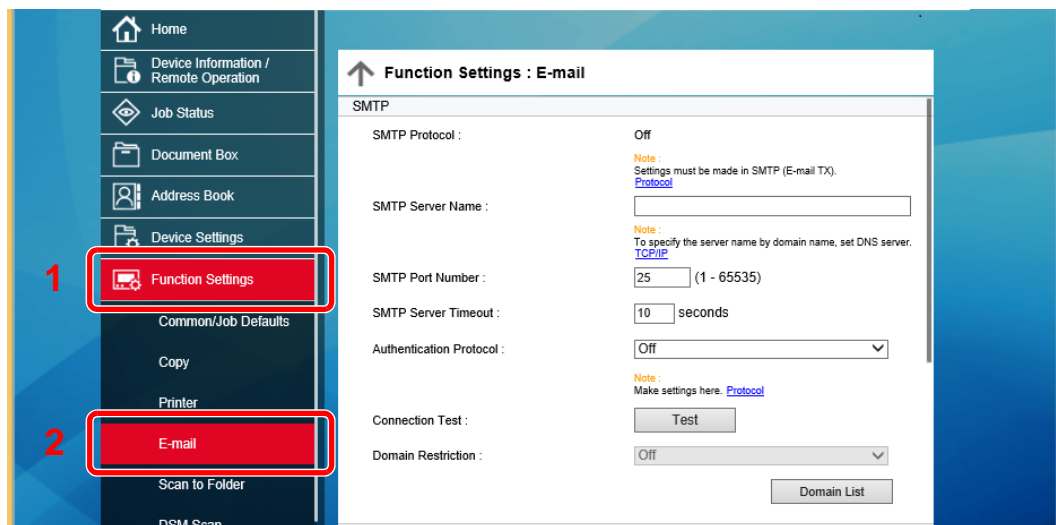 Home
Device Information /
Remote Operation
Job Status
Document Box
Address Book
Device Settings
1
Function Settings
Common/Job Defaults
Copy
Printer
2
E-mail
Scan to Folder
DSM Scan
Function Settings : E-mail
SMTP
SMTP Protocol : Off
Note :
Settings must be made in SMTP (E-mail TX).
Protocol
SMTP Server Name :
Note :
To specify the server name by domain name, set DNS server.
TCP/IP
SMTP Port Number : 25 (1 - 65535)
SMTP Server Timeout : 10 seconds
Authentication Protocol : Off
Note :
Make settings here. Protocol
Connection Test : Test
Domain Restriction : Off
Domain List